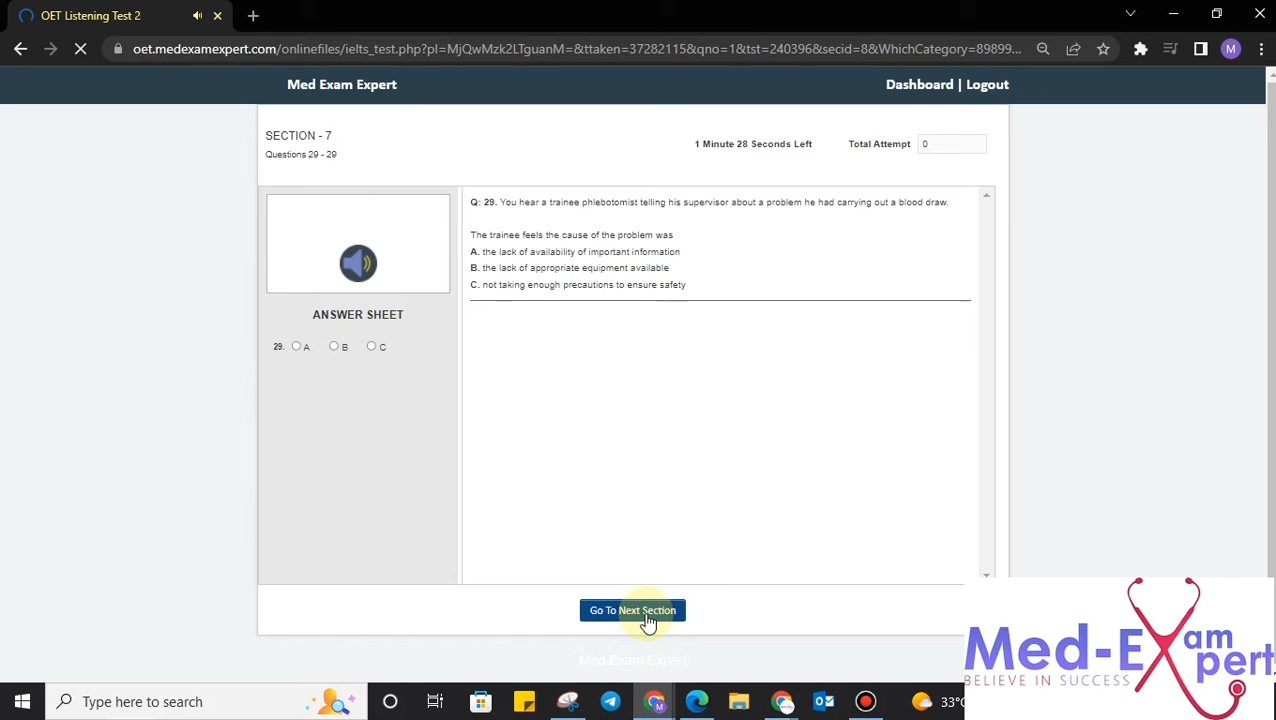 OET Listening Test 2
oet.medexamexpert.com/onlinefiles/ielts_test.php?pI=MjQwMzk2LTguanM=&ttaken=37282115&qno=1&tst=240396&secid=8&WhichCategory=89899...
M
Med Exam Expert
Dashboard | Logout
SECTION - 7
Questions 29 - 29
1 Minute 28 Seconds Left
Total Attempt 0
Q: 29. You hear a trainee phlebotomist telling his supervisor about a problem he had carrying out a blood draw.
The trainee feels the cause of the problem was
A. the lack of availability of important information
B. the lack of appropriate equipment available
C. not taking enough precautions to ensure safety
ANSWER SHEET
29. A B C
Go To Next Section
Med Exam Expert
Med-Exam
xpert
BELIEVE IN SUCCESS
Type here to search
33°